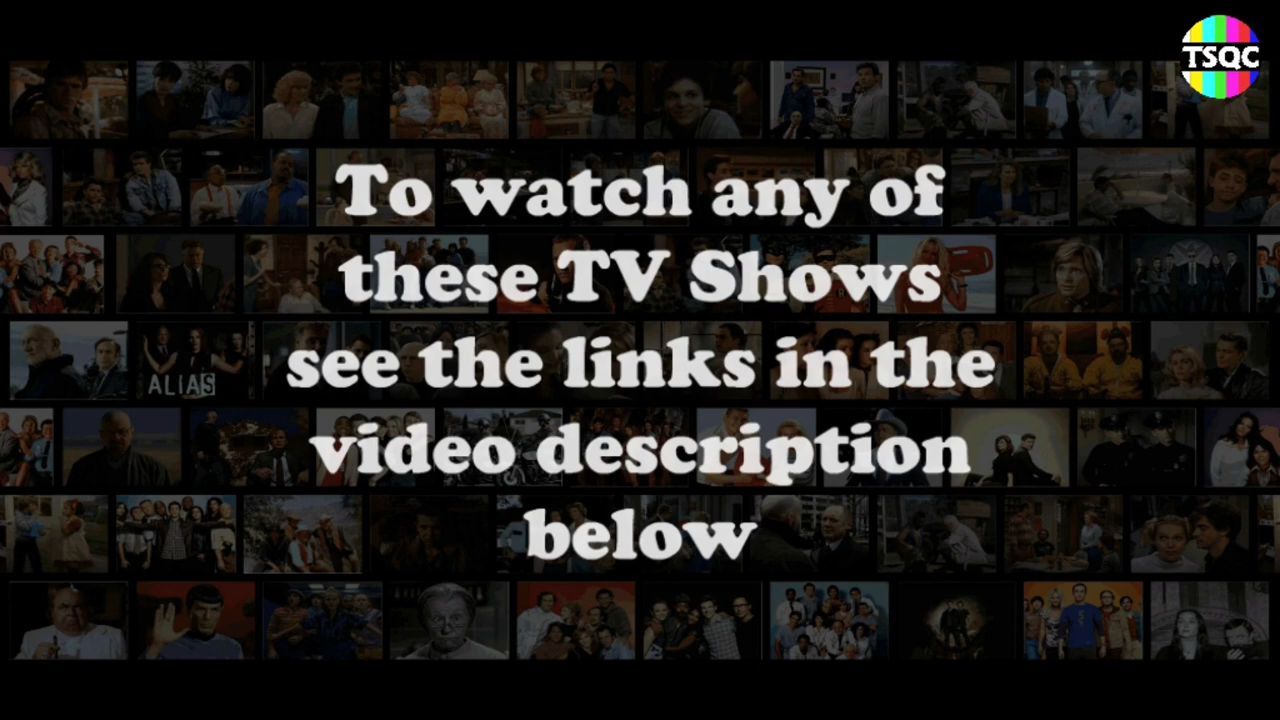 TSQC
To watch any of
these TV Shows
see the links in the
video description
below
ALIAS